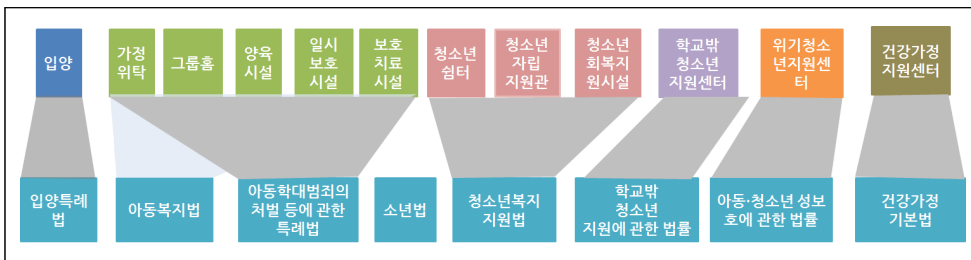 입양
가정
위탁
그룹홈
양육
시설
일시
보호
시설
보호
치료
시설
청소년
쉼터
청소년
자립
지원관
청소년
회복지
원시설
학교밖
청소년
지원센터
위기청소
년지원센
터
건강가정
지원센터
입양특례
법
아동복지법
아동학대범죄의
처벌 등에 관한
특례법
소년법
청소년복지
지원법
학교밖
청소년
지원에 관한 법률
아동·청소년 성보
호에 관한 법률
건강가정
기본법